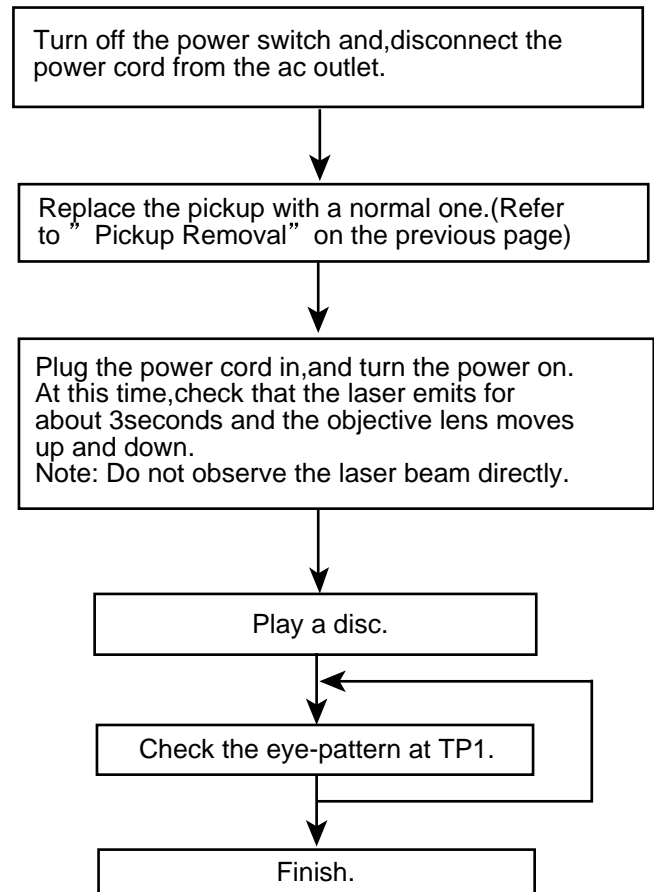 Turn off the power switch and,disconnect the
power cord from the ac outlet.
Replace the pickup with a normal one.(Refer
to ” Pickup Removal” on the previous page)
Plug the power cord in,and turn the power on.
At this time,check that the laser emits for
about 3seconds and the objective lens moves
up and down.
Note: Do not observe the laser beam directly.
Play a disc.
Check the eye-pattern at TP1.
Finish.